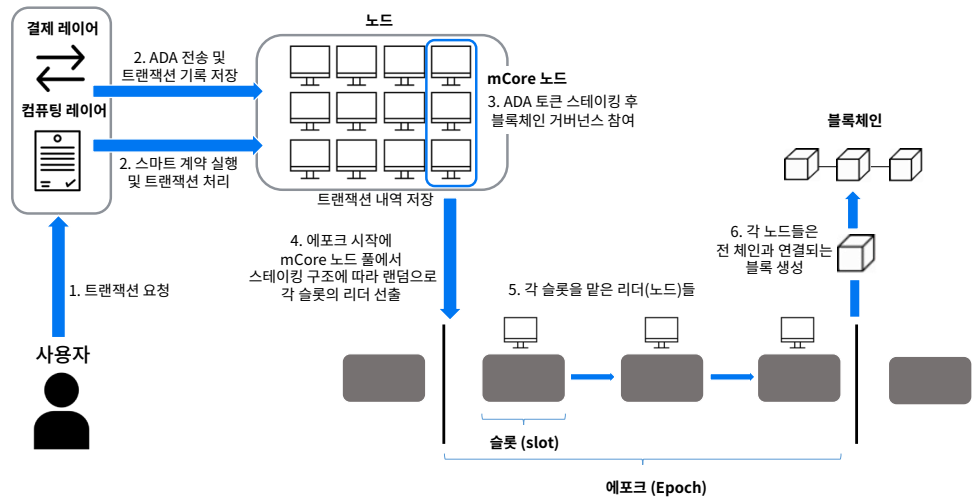 결제 레이어
컴퓨팅 레이어
2. ADA 전송 및
트랜잭션 기록 저장
2. 스마트 계약 실행
및 트랜잭션 처리
노드
mCore 노드
3. ADA 토큰 스테이킹 후
블록체인 거버넌스 참여
트랜잭션 내역 저장
블록체인
1. 트랜잭션 요청
사용자
4. 에포크 시작에
mCore 노드 풀에서
스테이킹 구조에 따라 랜덤으로
각 슬롯의 리더 선출
5. 각 슬롯을 맡은 리더(노드)들
6. 각 노드들은
전 체인과 연결되는
블록 생성
슬롯 (slot)
에포크 (Epoch)